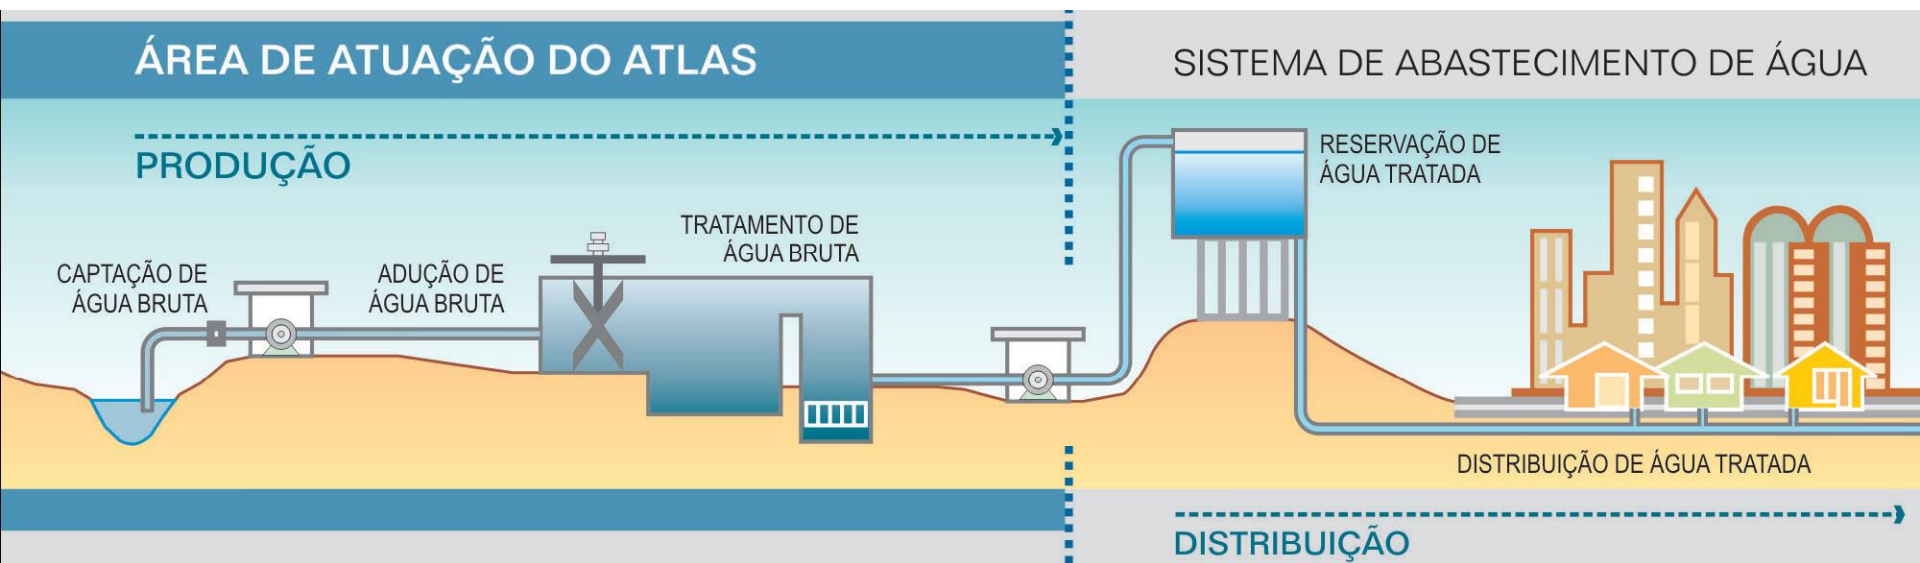 ÁREA DE ATUAÇÃO DO ATLAS
SISTEMA DE ABASTECIMENTO DE ÁGUA
PRODUÇÃO
CAPTAÇÃO DE
ÁGUA BRUTA
ADUÇÃO DE
ÁGUA BRUTA
TRATAMENTO DE
ÁGUA BRUTA
RESERVAÇÃO DE
ÁGUA TRATADA
DISTRIBUIÇÃO DE ÁGUA TRATADA
DISTRIBUIÇÃO